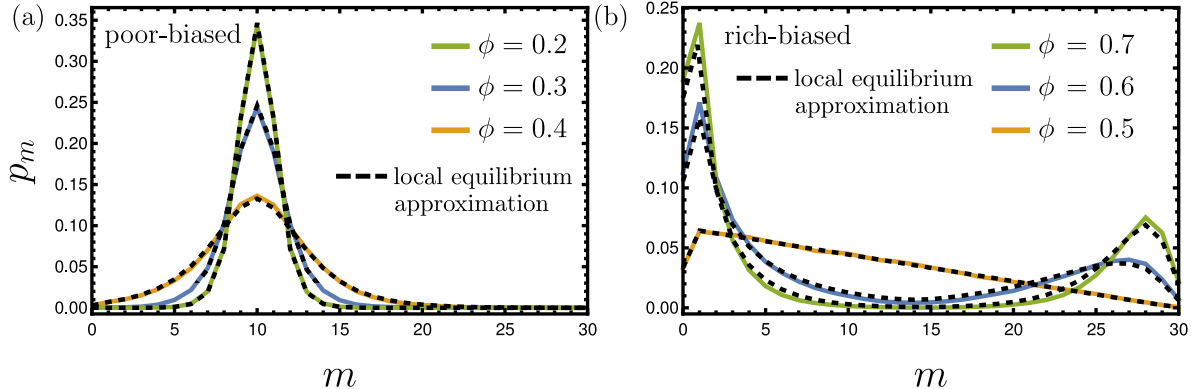 (a)
poor-biased
ϕ = 0.2
ϕ = 0.3
ϕ = 0.4
local equilibrium
approximation
p_m
0.35
0.30
0.25
0.20
0.15
0.10
0.05
0.00
0 5 10 15 20 25 30
m
(b)
rich-biased
ϕ = 0.7
local equilibrium
approximation
ϕ = 0.6
ϕ = 0.5
0.25
0.20
0.15
0.10
0.05
0.00
0 5 10 15 20 25 30
m